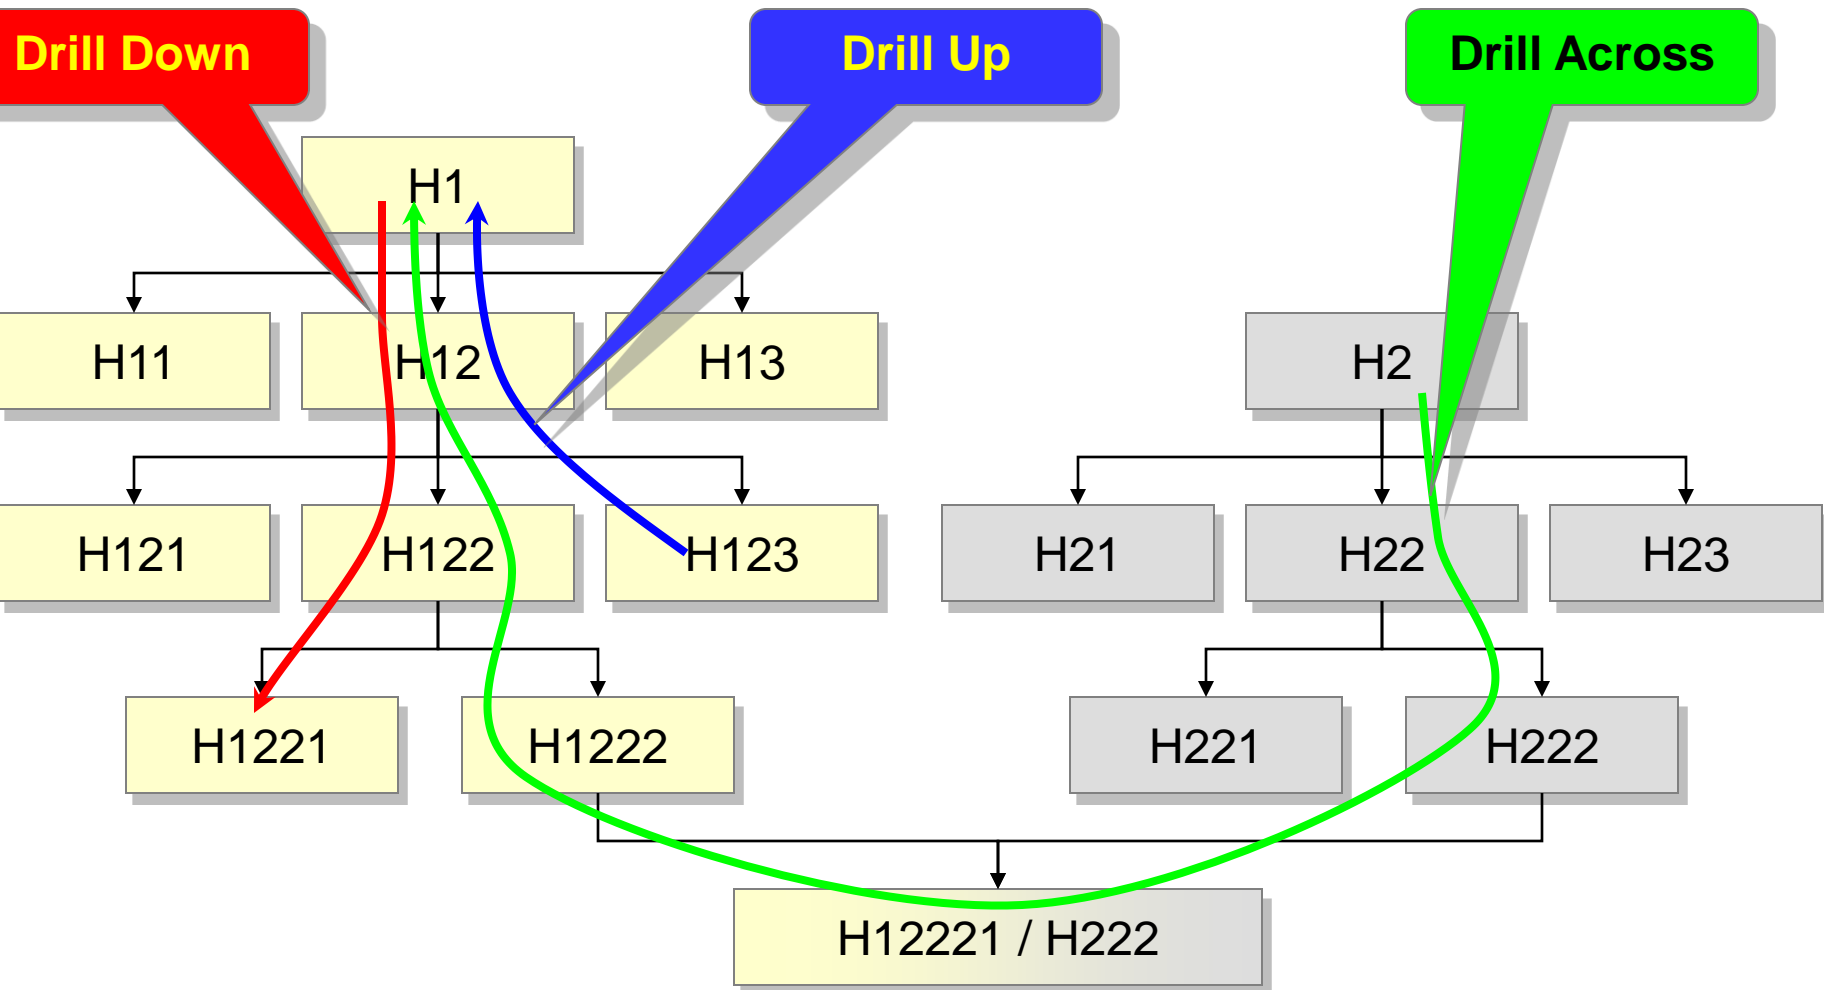 Drill Down
Drill Up
Drill Across
H1
H11
H12
H13
H2
H121
H122
H123
H21
H22
H23
H1221
H1222
H221
H222
H12221 / H222